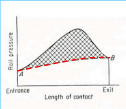 Roll pressure
A
B
Entrance
Exit
Length of contact